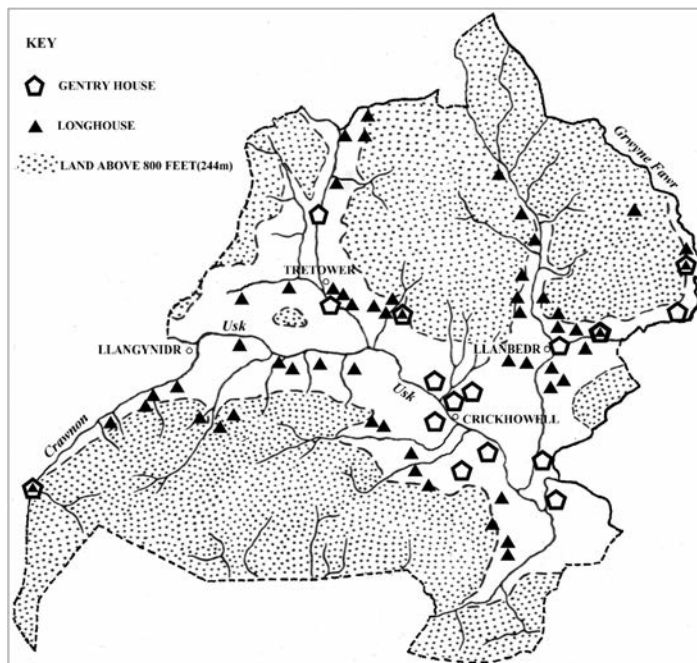 KEY
GENTRY HOUSE
LONGHOUSE
LAND ABOVE 800 FEET(244m)
Grwyne Fawr
TRETOWER
Usk
LLANGYNIDR
LLANBEDR
Usk
CRICKHOWELL
Crawnon